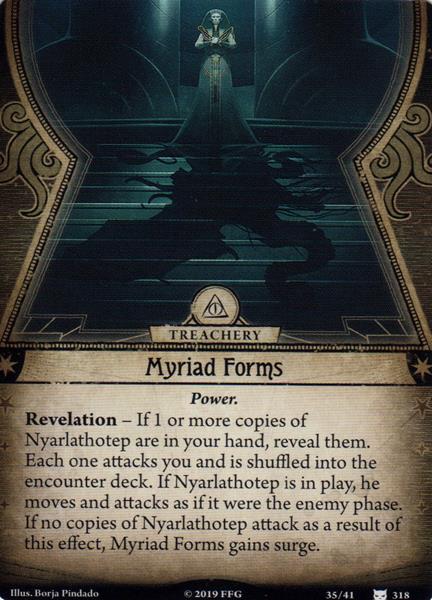 TREACHERY
Myriad Forms
Power.
Revelation – If 1 or more copies of
Nyarlathotep are in your hand, reveal them.
Each one attacks you and is shuffled into the
encounter deck. If Nyarlathotep is in play, he
moves and attacks as if it were the enemy phase.
If no copies of Nyarlathotep attack as a result of
this effect, Myriad Forms gains surge.
Illus. Borja Pindado © 2019 FFG 35/41 318